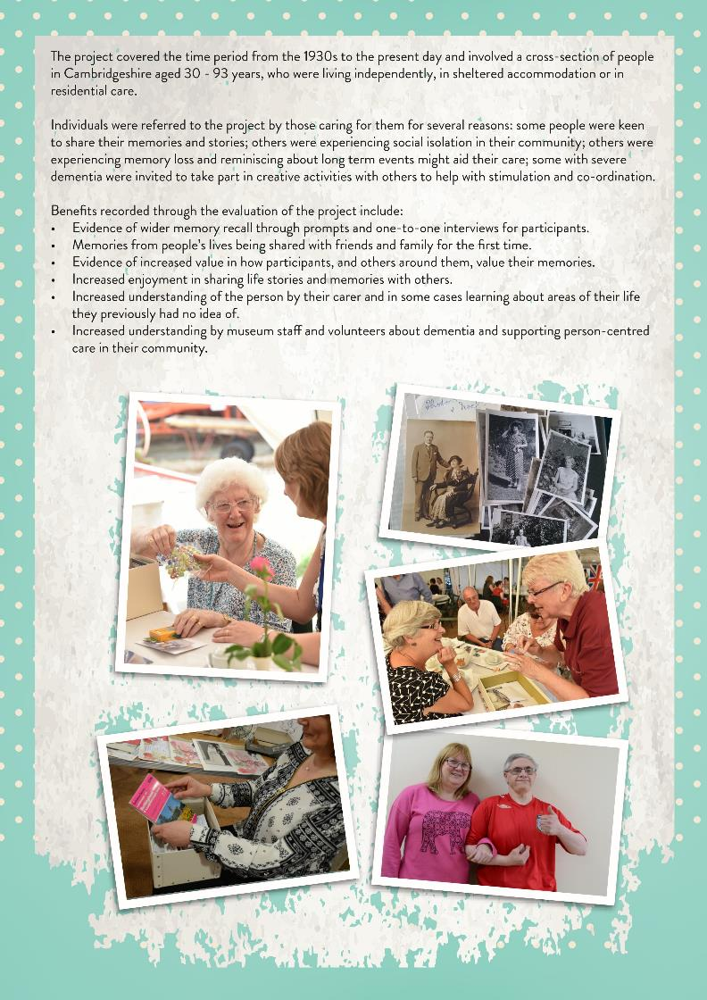 The project covered the time period from the 1930s to the present day and involved a cross-section of people
in Cambridgeshire aged 30 - 93 years, who were living independently, in sheltered accommodation or in
residential care.
Individuals were referred to the project by those caring for them for several reasons: some people were keen
to share their memories and stories; others were experiencing social isolation in their community; others were
experiencing memory loss and reminiscing about long term events might aid their care; some with severe
dementia were invited to take part in creative activities with others to help with stimulation and co-ordination.
Benefits recorded through the evaluation of the project include:
• Evidence of wider memory recall through prompts and one-to-one interviews for participants.
• Memories from people's lives being shared with friends and family for the first time.
• Evidence of increased value in how participants, and others around them, value their memories.
• Increased enjoyment in sharing life stories and memories with others.
• Increased understanding of the person by their carer and in some cases learning about areas of their life
they previously had no idea of.
• Increased understanding by museum staff and volunteers about dementia and supporting person-centred
care in their community.